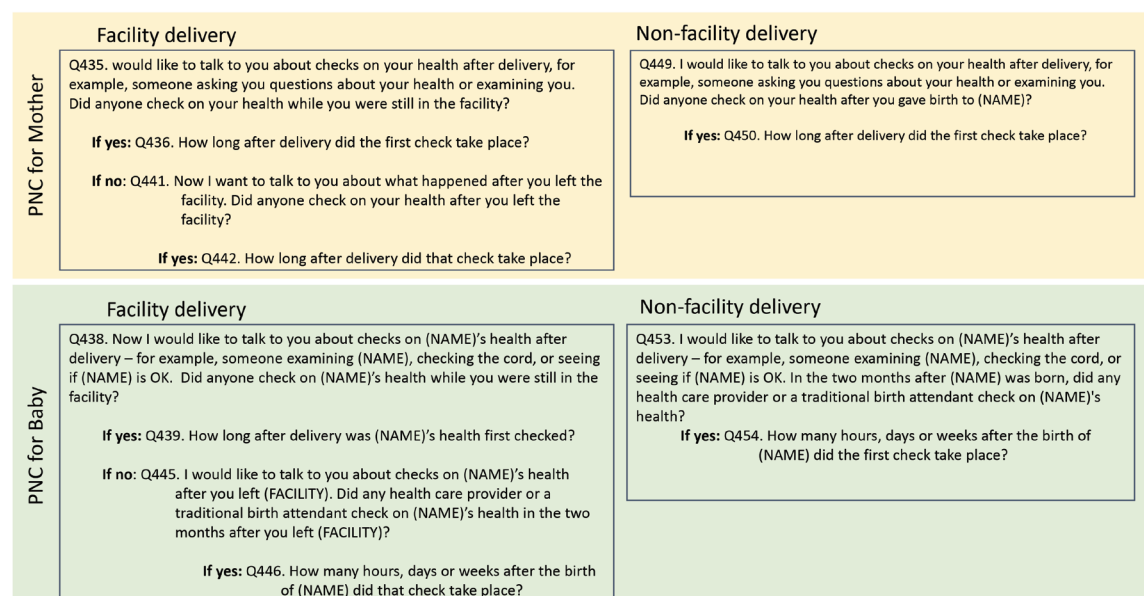 Facility delivery
Non-facility delivery
PNC for Mother
Q435. would like to talk to you about checks on your health after delivery, for
example, someone asking you questions about your health or examining you.
Did anyone check on your health while you were still in the facility?
If yes: Q436. How long after delivery did the first check take place?
If no: Q441. Now I want to talk to you about what happened after you left the
facility. Did anyone check on your health after you left the
facility?
If yes: Q442. How long after delivery did that check take place?
Q449. I would like to talk to you about checks on your health after delivery, for
example, someone asking you questions about your health or examining you.
Did anyone check on your health after you gave birth to (NAME)?
If yes: Q450. How long after delivery did the first check take place?
Facility delivery
Non-facility delivery
PNC for Baby
Q438. Now I would like to talk to you about checks on (NAME)’s health after
delivery – for example, someone examining (NAME), checking the cord, or seeing
if (NAME) is OK. Did anyone check on (NAME)’s health while you were still in the
facility?
If yes: Q439. How long after delivery was (NAME)’s health first checked?
If no: Q445. I would like to talk to you about checks on (NAME)’s health
after you left (FACILITY). Did any health care provider or a
traditional birth attendant check on (NAME)’s health in the two
months after you left (FACILITY)?
If yes: Q446. How many hours, days or weeks after the birth
of (NAME) did that check take place?
Q453. I would like to talk to you about checks on (NAME)’s health after
delivery – for example, someone examining (NAME), checking the cord, or
seeing if (NAME) is OK. In the two months after (NAME) was born, did any
health care provider or a traditional birth attendant check on (NAME)'s
health?
If yes: Q454. How many hours, days or weeks after the birth of
(NAME) did the first check take place?